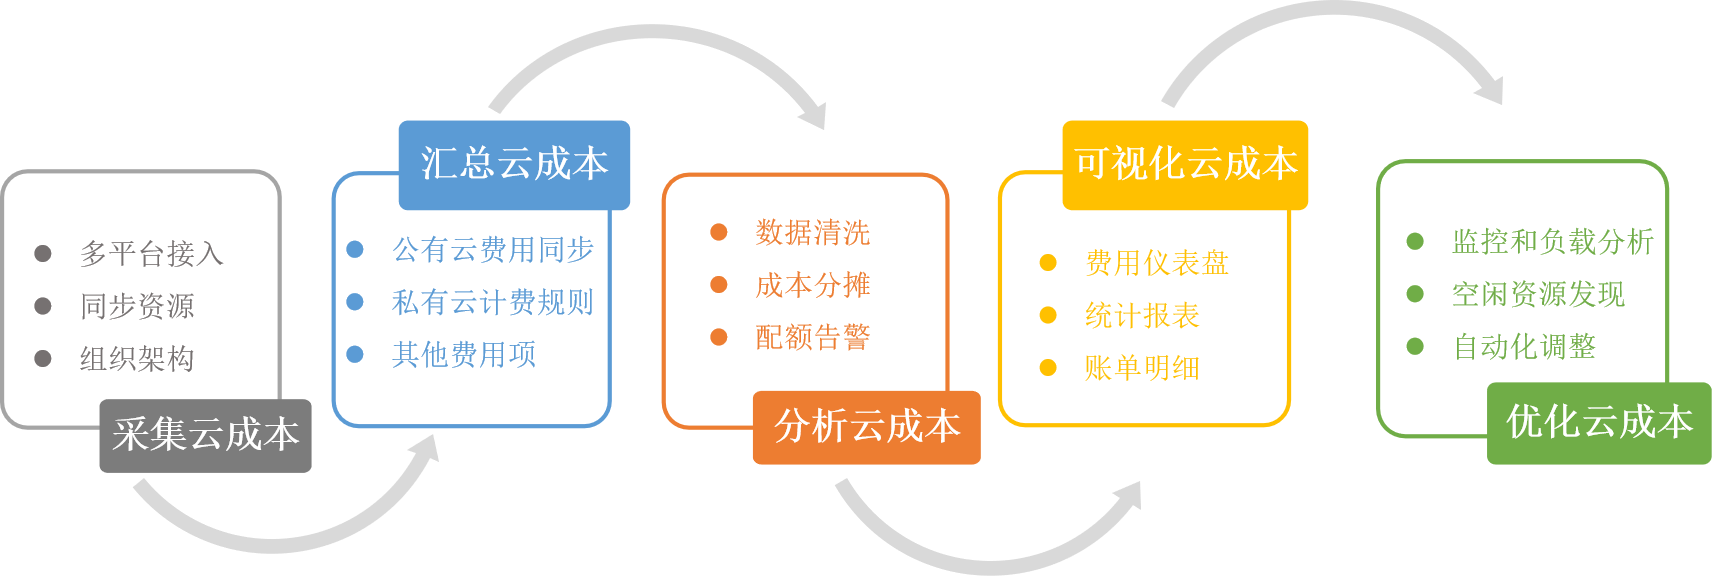 多平台接入
同步资源
组织架构
采集云成本
汇总云成本
公有云费用同步
私有云计费规则
其他费用项
数据清洗
成本分摊
配额告警
分析云成本
可视化云成本
费用仪表盘
统计报表
账单明细
监控和负载分析
空闲资源发现
自动化调整
优化云成本